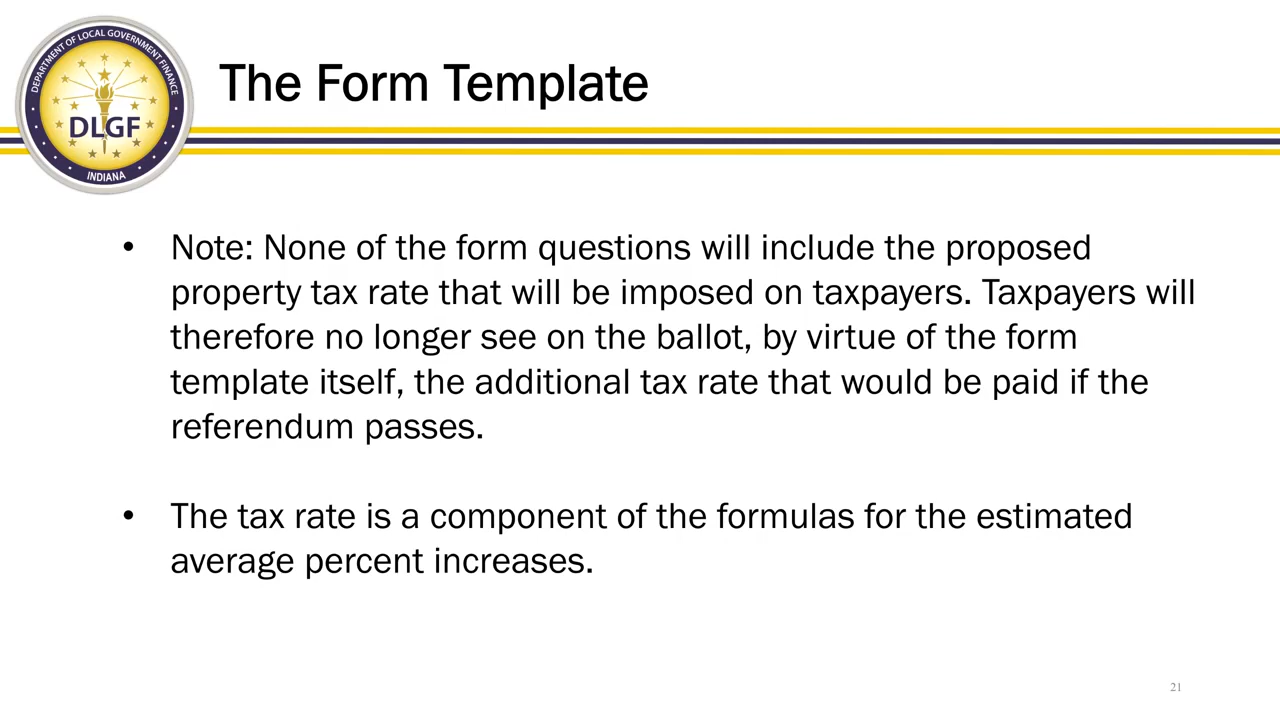 DEPARTMENT OF LOCAL GOVERNMENT FINANCE
DLGF
INDIANA
The Form Template
• Note: None of the form questions will include the proposed
property tax rate that will be imposed on taxpayers. Taxpayers will
therefore no longer see on the ballot, by virtue of the form
template itself, the additional tax rate that would be paid if the
referendum passes.
• The tax rate is a component of the formulas for the estimated
average percent increases.
21